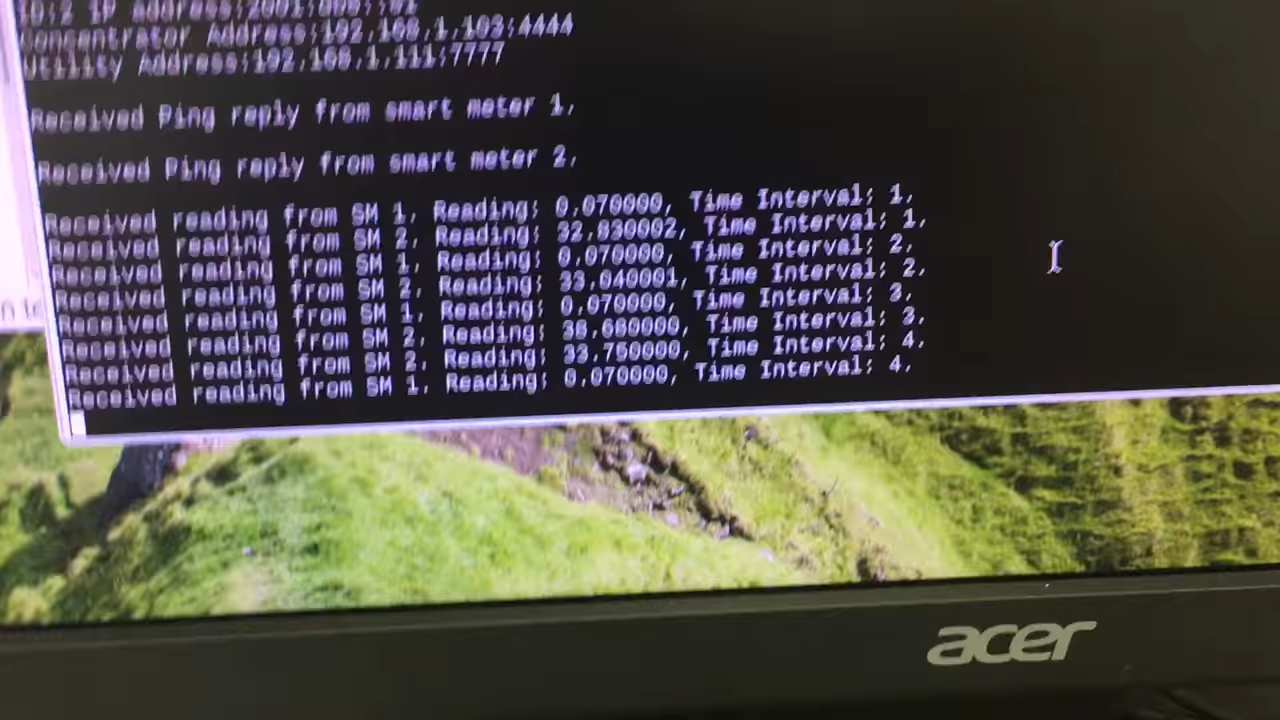 ID:2 IP address:2001:
Concentrator Address:192.168.1.103:4444
Utility Address:192.168.1.111:7777
Received Ping reply from smart meter 1.
Received Ping reply from smart meter 2.
Received reading from SM 1, Reading: 0.070000, Time Interval: 1.
Received reading from SM 2, Reading: 32.830002, Time Interval: 1.
Received reading from SM 1, Reading: 0.070000, Time Interval: 2.
Received reading from SM 2, Reading: 33.040001, Time Interval: 2.
Received reading from SM 1, Reading: 0.070000, Time Interval: 3.
Received reading from SM 2, Reading: 38.680000, Time Interval: 3.
Received reading from SM 2, Reading: 33.750000, Time Interval: 4.
Received reading from SM 1, Reading: 0.070000, Time Interval: 4.
acer